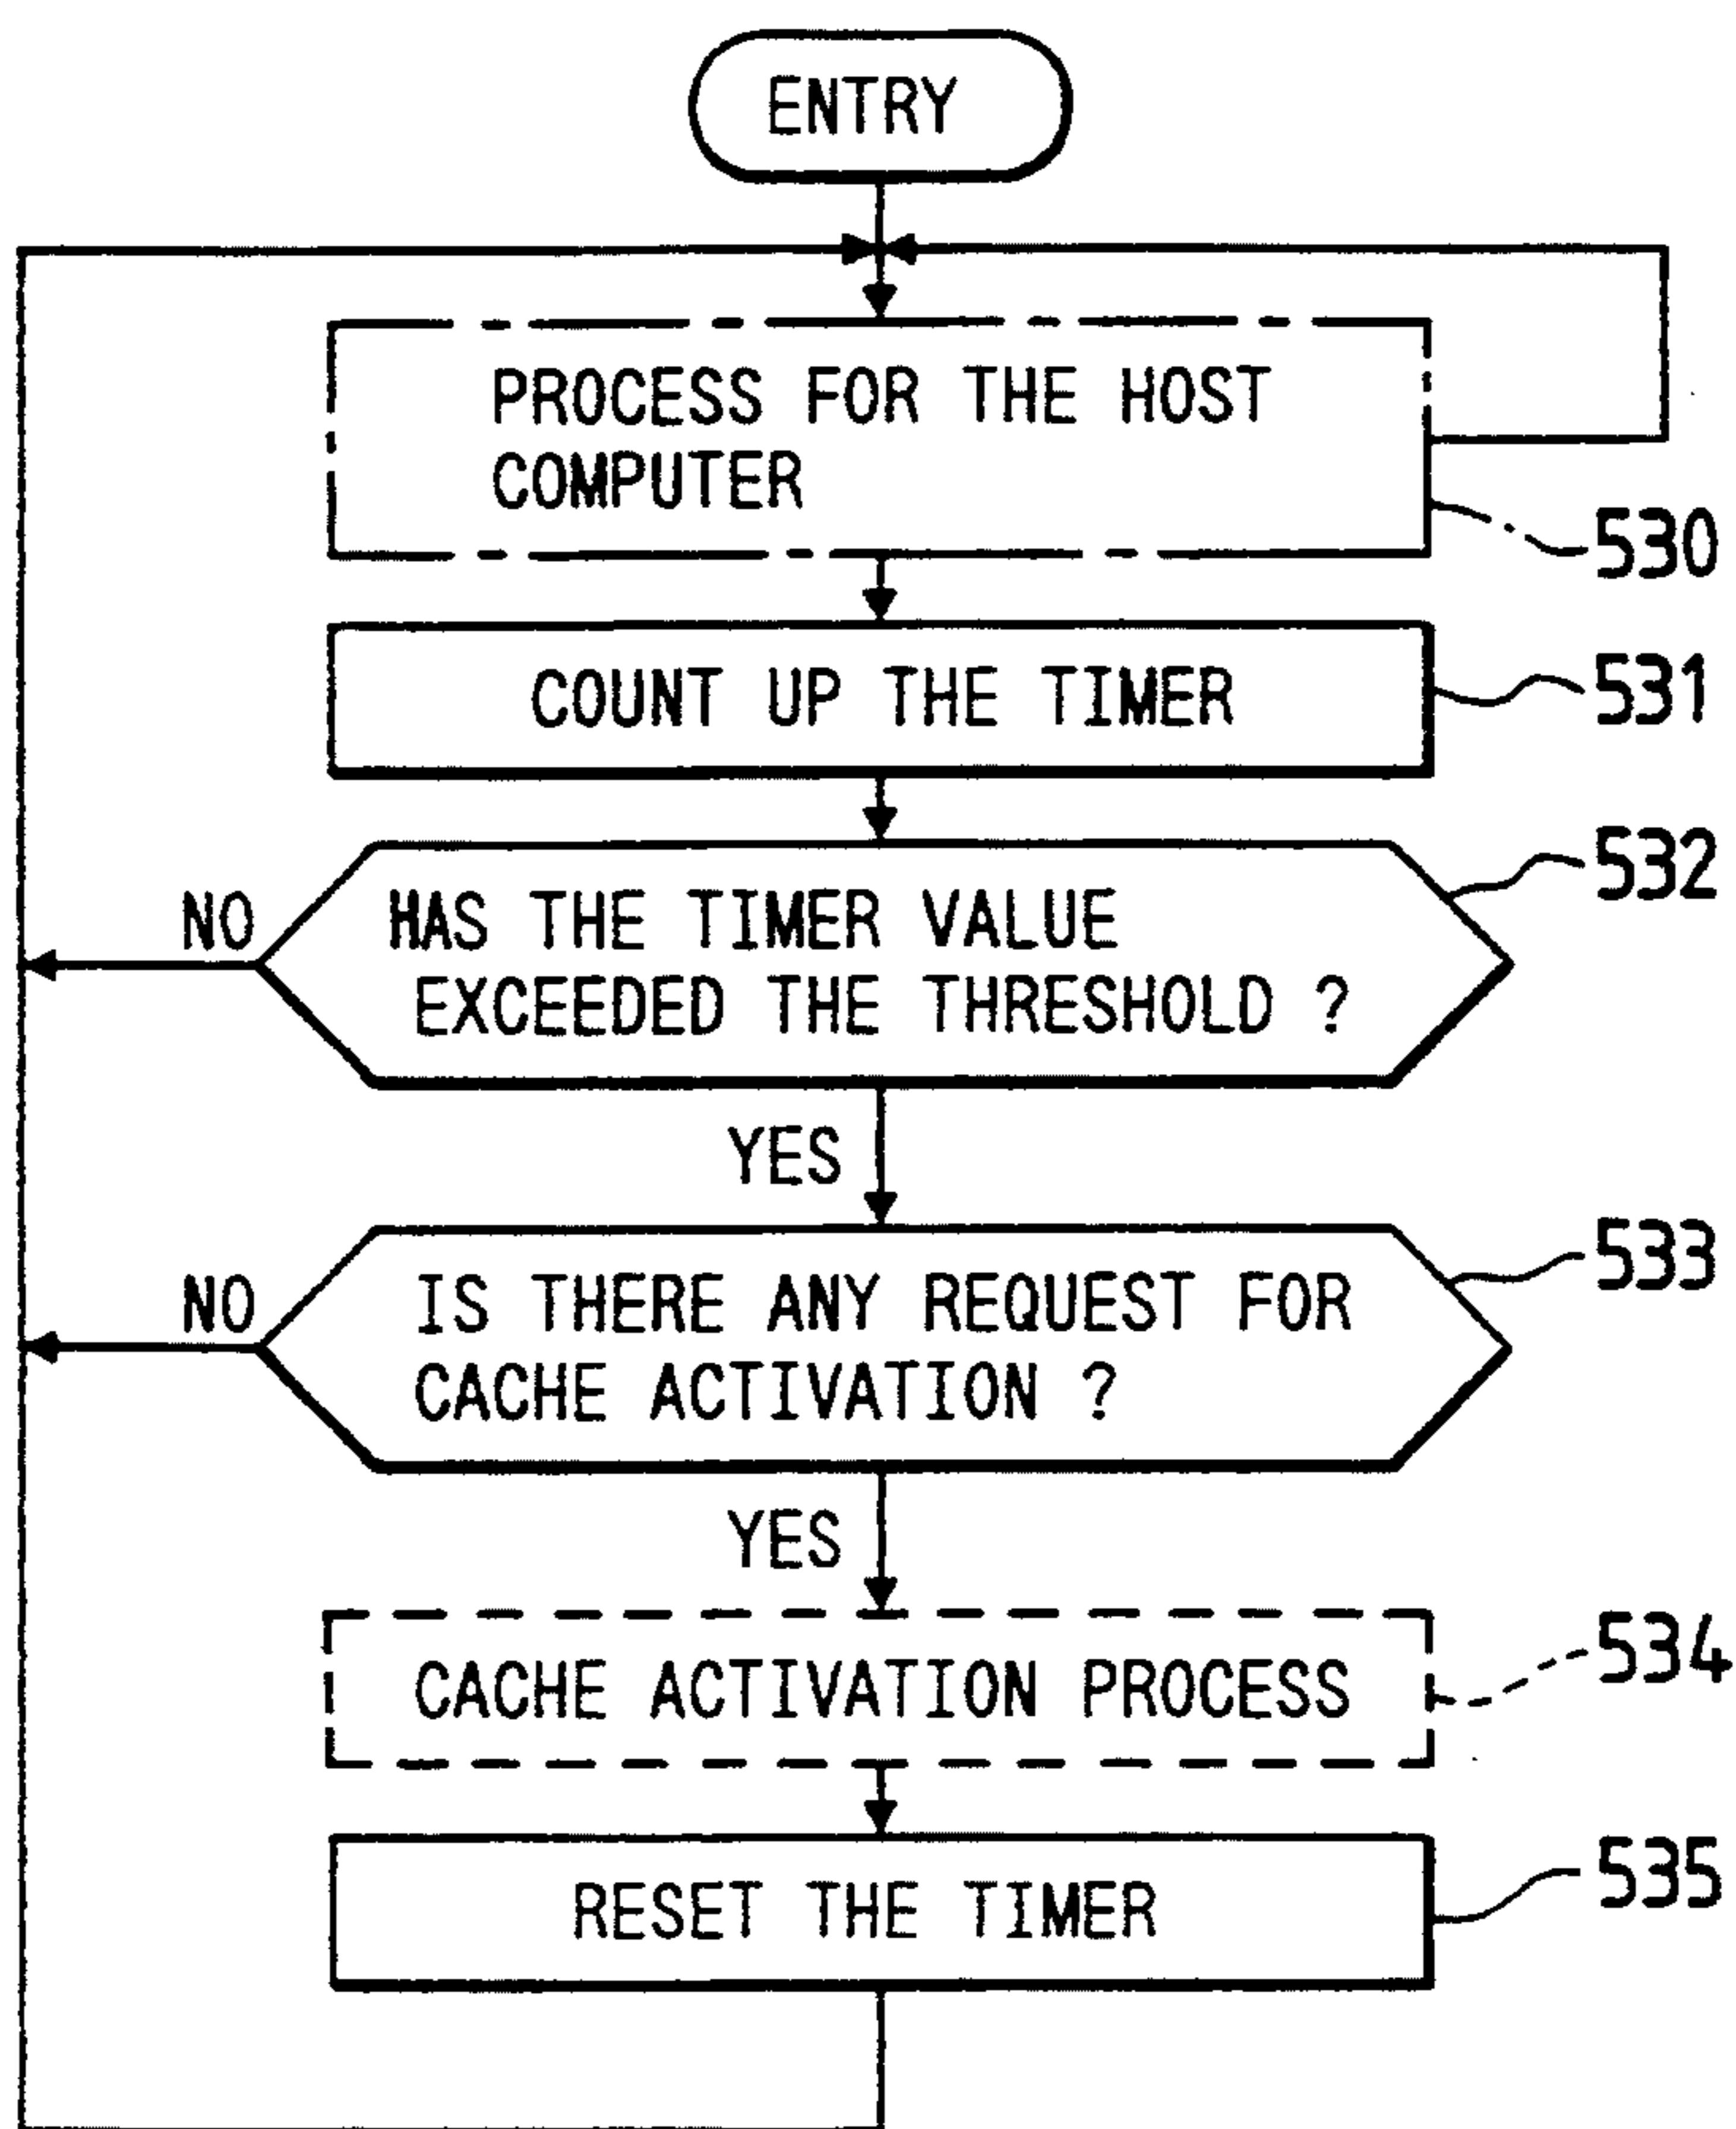 ENTRY
PROCESS FOR THE HOST
COMPUTER
530
COUNT UP THE TIMER
531
532
NO
HAS THE TIMER VALUE
EXCEEDED THE THRESHOLD ?
YES
533
NO
IS THERE ANY REQUEST FOR
CACHE ACTIVATION ?
YES
534
CACHE ACTIVATION PROCESS
535
RESET THE TIMER